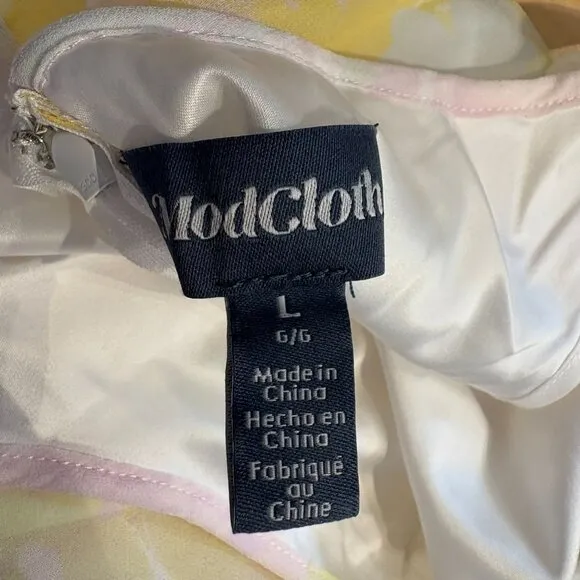 ModCloth
L
G/G
Made in
China
Hecho en
China
Fabriqué
au
Chine